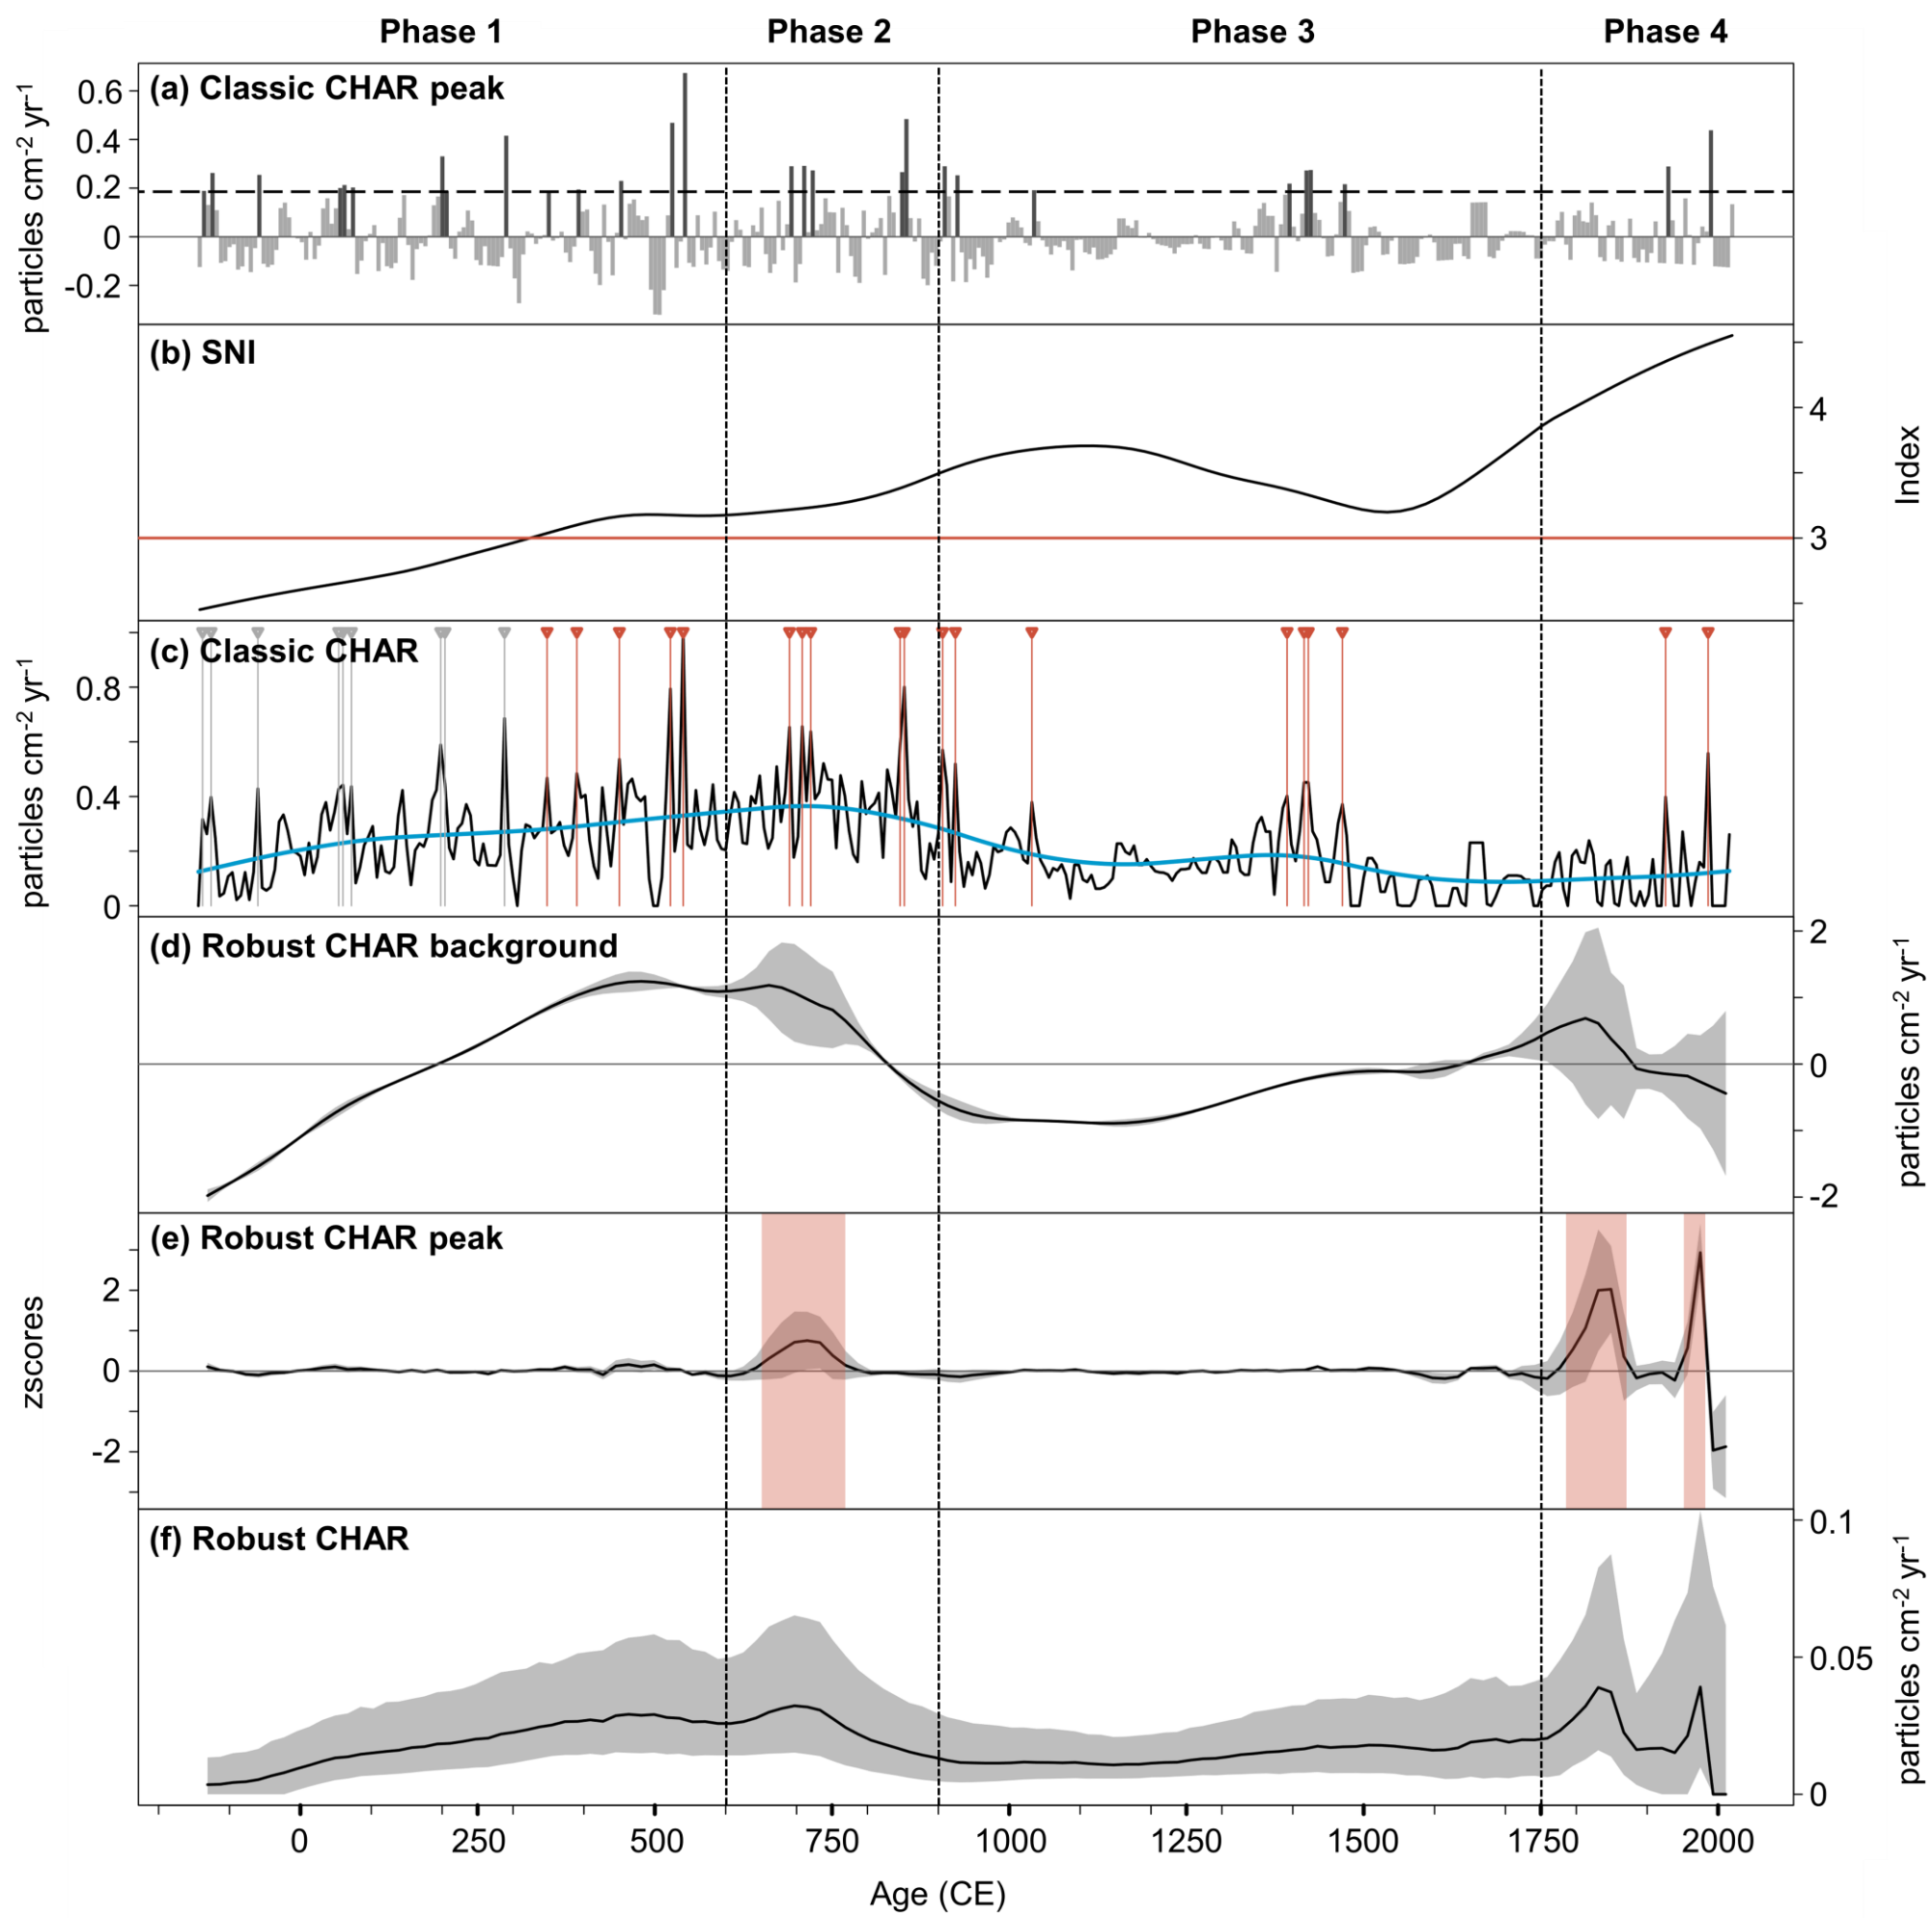 Phase 1 Phase 2 Phase 3 Phase 4
(a) Classic CHAR peak
particles cm-2 yr-1
0.6
0.4
0.2
0
-0.2
(b) SNI
4
3
Index
(c) Classic CHAR
particles cm-2 yr-1
0.8
0.4
0
(d) Robust CHAR background
2
0
-2
particles cm-2 yr-1
(e) Robust CHAR peak
zscores
2
0
-2
(f) Robust CHAR
0.1
0.05
0
particles cm-2 yr-1
0 250 500 750 1000 1250 1500 1750 2000
Age (CE)